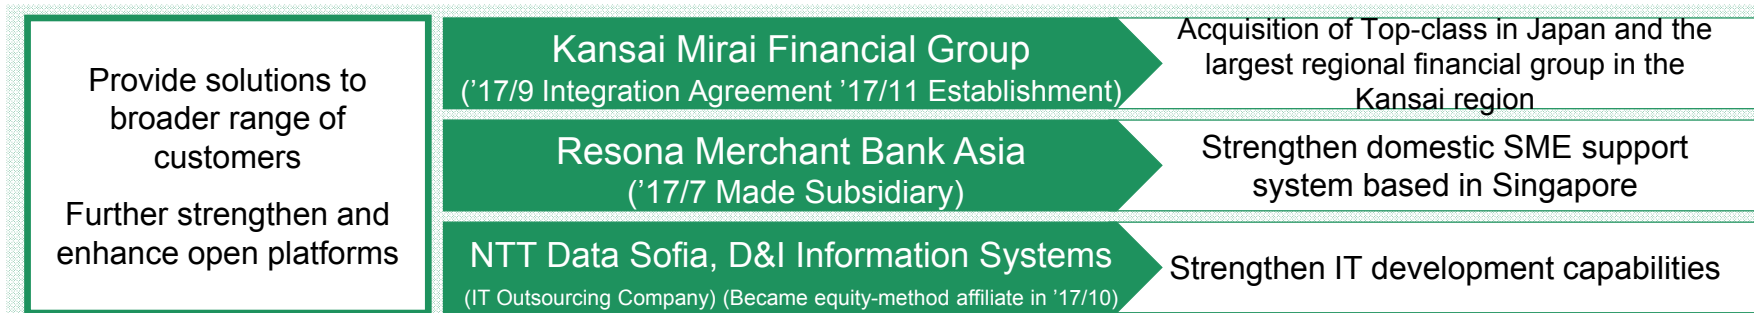 Provide solutions to
broader range of
customers
Further strengthen and
enhance open platforms
Kansai Mirai Financial Group
(’17/9 Integration Agreement ’17/11 Establishment)
Acquisition of Top-class in Japan and the
largest regional financial group in the
Kansai region
Resona Merchant Bank Asia
(’17/7 Made Subsidiary)
Strengthen domestic SME support
system based in Singapore
NTT Data Sofia, D&I Information Systems
(IT Outsourcing Company) (Became equity-method affiliate in ’17/10)
Strengthen IT development capabilities